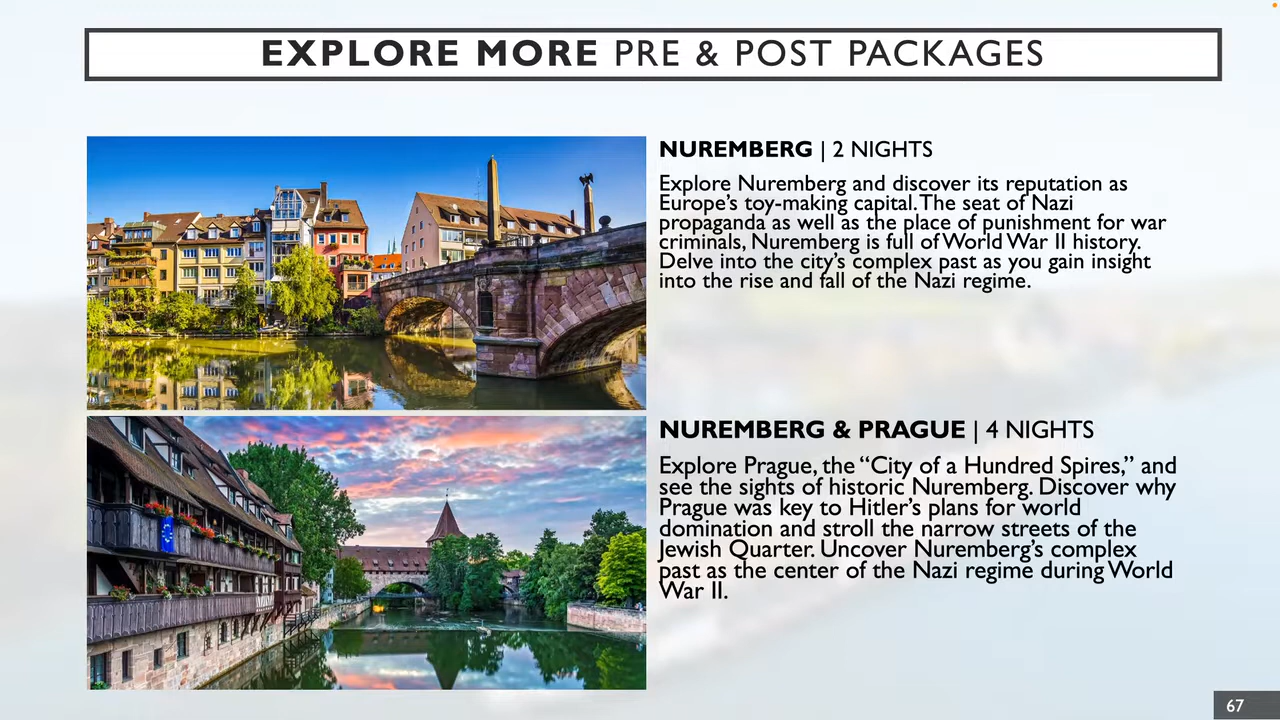 EXPLORE MORE PRE & POST PACKAGES
NUREMBERG | 2 NIGHTS
Explore Nuremberg and discover its reputation as
Europe’s toy-making capital. The seat of Nazi
propaganda as well as the place of punishment for war
criminals, Nuremberg is full of World War II history.
Delve into the city’s complex past as you gain insight
into the rise and fall of the Nazi regime.
NUREMBERG & PRAGUE | 4 NIGHTS
Explore Prague, the “City of a Hundred Spires,” and
see the sights of historic Nuremberg. Discover why
Prague was key to Hitler’s plans for world
domination and stroll the narrow streets of the
Jewish Quarter. Uncover Nuremberg’s complex
past as the center of the Nazi regime during World
War II.
67